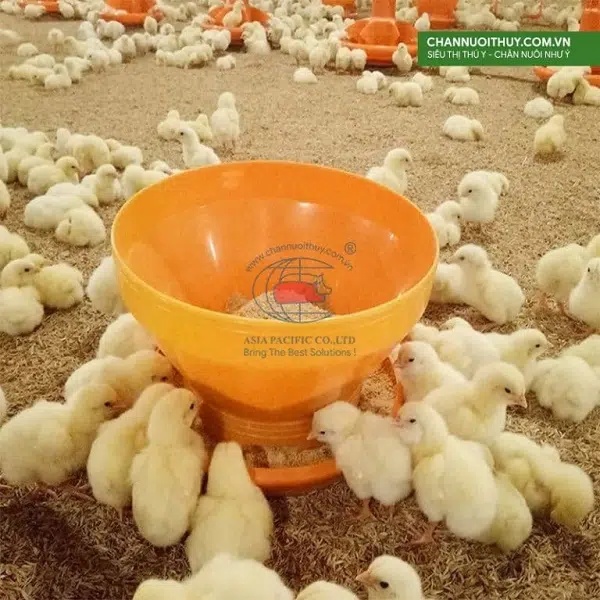 CHANNUOITHUY.COM.VN
SIÊU THỊ THÚ Y - CHĂN NUÔI NHƯ Ý
www.channuoithuy.com.vn ®
ASIA PACIFIC CO.,LTD
Bring The Best Solutions !